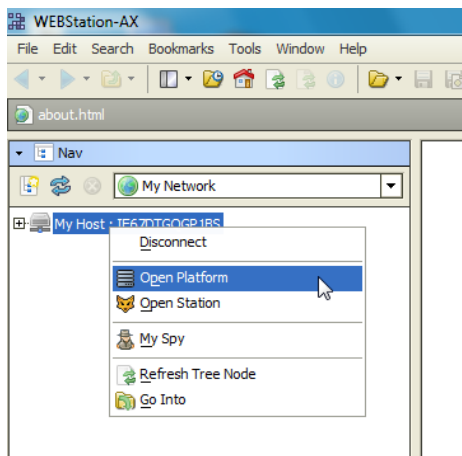 WEBStation-AX
File Edit Search Bookmarks Tools Window Help
about.html
Nav
My Network
My Host :
Disconnect
Open Platform
Open Station
My Spy
Refresh Tree Node
Go Into